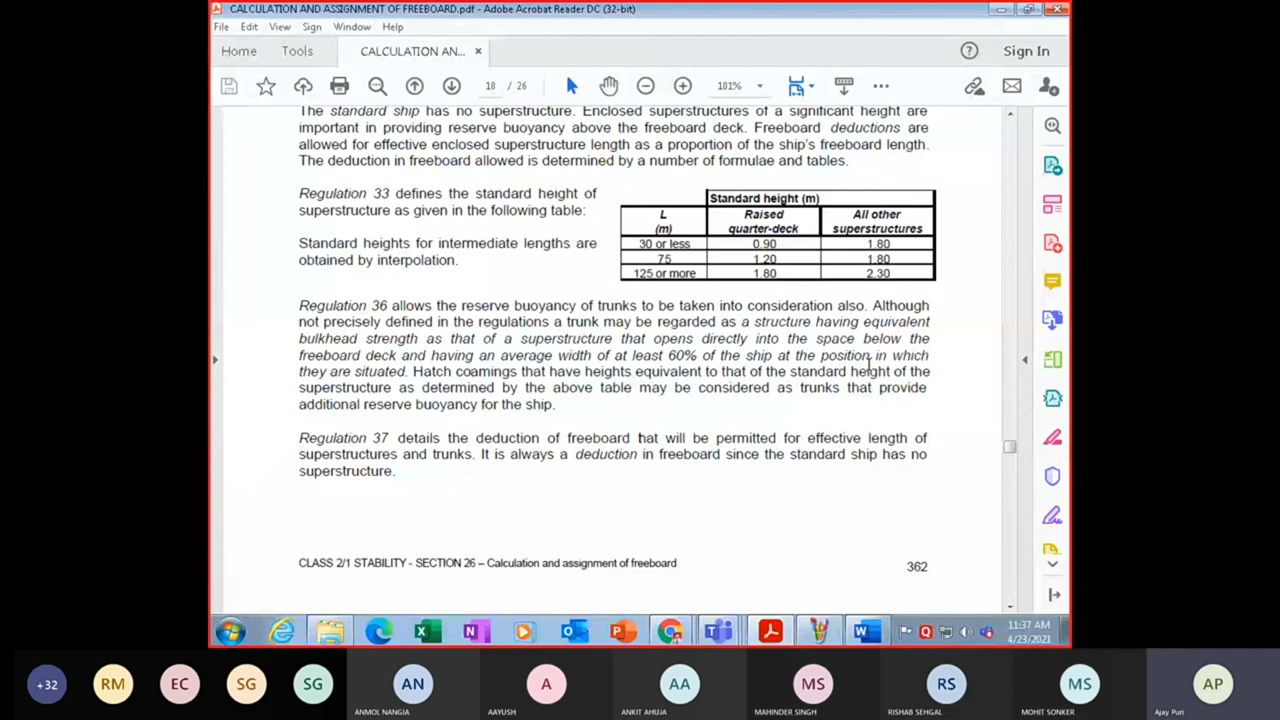 CALCULATION AND ASSIGNMENT OF FREEBOARD.pdf - Adobe Acrobat Reader DC (32-bit)
File Edit View Sign Window Help
Home Tools CALCULATION AN... × Sign In
18 / 26 101%
The standard ship has no superstructure. Enclosed superstructures of a significant height are
important in providing reserve buoyancy above the freeboard deck. Freeboard deductions are
allowed for effective enclosed superstructure length as a proportion of the ship's freeboard length.
The deduction in freeboard allowed is determined by a number of formulae and tables.
Regulation 33 defines the standard height of
superstructure as given in the following table:
Standard heights for intermediate lengths are
obtained by interpolation.
Standard height (m)
L (m) Raised quarter-deck All other superstructures
30 or less 0.90 1.80
75 1.20 1.80
125 or more 1.80 2.30
Regulation 36 allows the reserve buoyancy of trunks to be taken into consideration also. Although
not precisely defined in the regulations a trunk may be regarded as a structure having equivalent
bulkhead strength as that of a superstructure that opens directly into the space below the
freeboard deck and having an average width of at least 60% of the ship at the position in which
they are situated. Hatch coamings that have heights equivalent to that of the standard height of the
superstructure as determined by the above table may be considered as trunks that provide
additional reserve buoyancy for the ship.
Regulation 37 details the deduction of freeboard hat will be permitted for effective length of
superstructures and trunks. It is always a deduction in freeboard since the standard ship has no
superstructure.
CLASS 2/1 STABILITY - SECTION 26 – Calculation and assignment of freeboard
362
11:37 AM
4/23/2021
+32 RM EC SG SG AN A AA MS RS MS AP
ANMOL NANGIA AAYUSH ANKIT AHUJA MAHINDER SINGH RISHAB SEHGAL MOHIT SONKER Ajay Puri